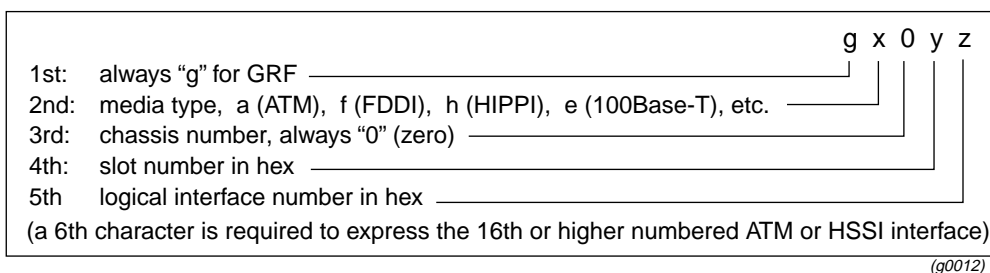 g x 0 y z
1st: always “g” for GRF
2nd: media type, a (ATM), f (FDDI), h (HIPPI), e (100Base-T), etc.
3rd: chassis number, always “0” (zero)
4th: slot number in hex
5th logical interface number in hex
(a 6th character is required to express the 16th or higher numbered ATM or HSSI interface)
(g0012)